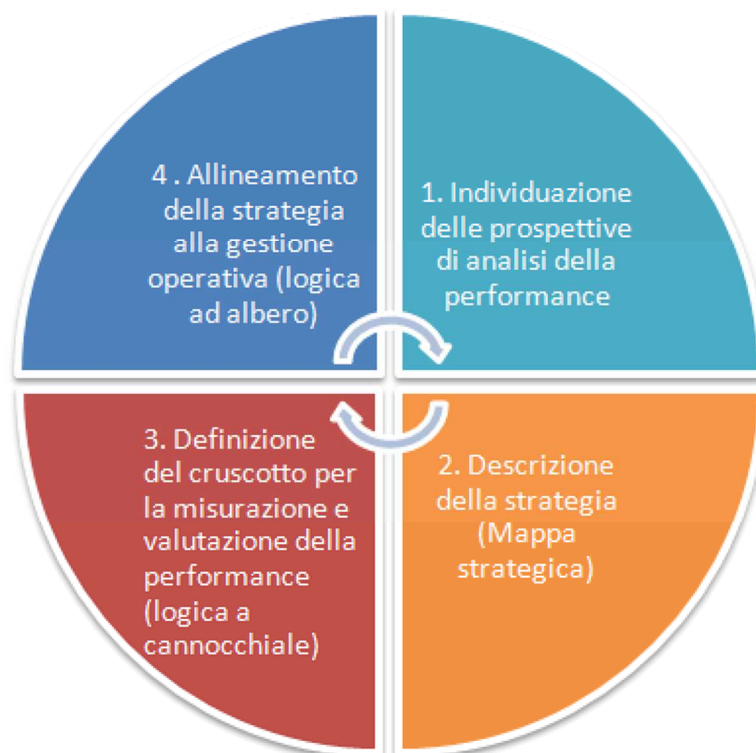 1. Individuazione
delle prospettive
di analisi della
performance
2. Descrizione
della strategia
(Mappa
strategica)
3. Definizione
del cruscotto per
la misurazione e
valutazione della
performance
(logica a
cannocchiale)
4 . Allineamento
della strategia
alla gestione
operativa (logica
ad albero)